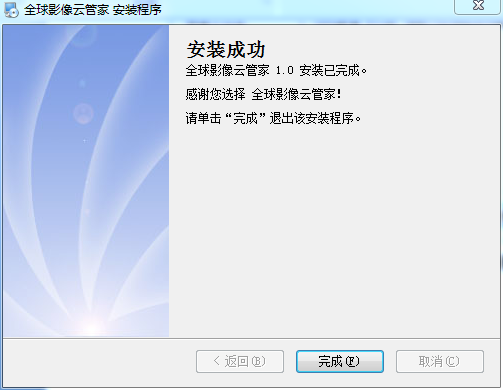 全球影像云管家 安装程序
安装成功
全球影像云管家 1.0 安装已完成。
感谢您选择 全球影像云管家!
请单击“完成”退出该安装程序。
< 返回(B)
完成(F)
取消(C)